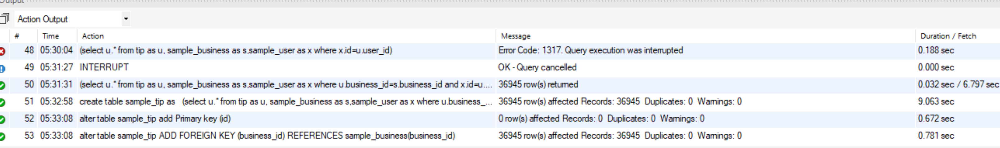 Output
Action Output
# Time Action Message Duration / Fetch
48 05:30:04 (select u.* from tip as u, sample_business as s,sample_user as x where x.id=u.user_id) Error Code: 1317. Query execution was interrupted 0.188 sec
49 05:31:27 INTERRUPT OK - Query cancelled 0.000 sec
50 05:31:31 (select u.* from tip as u, sample_business as s,sample_user as x where u.business_id=s.business_id and x.id=u.... 36945 row(s) returned 0.032 sec / 6.797 sec
51 05:32:58 create table sample_tip as (select u.* from tip as u, sample_business as s,sample_user as x where u.business_... 36945 row(s) affected Records: 36945 Duplicates: 0 Warnings: 0 9.063 sec
52 05:33:08 alter table sample_tip add Primary key (id) 0 row(s) affected Records: 0 Duplicates: 0 Warnings: 0 0.672 sec
53 05:33:08 alter table sample_tip ADD FOREIGN KEY (business_id) REFERENCES sample_business(business_id) 36945 row(s) affected Records: 36945 Duplicates: 0 Warnings: 0 0.781 sec